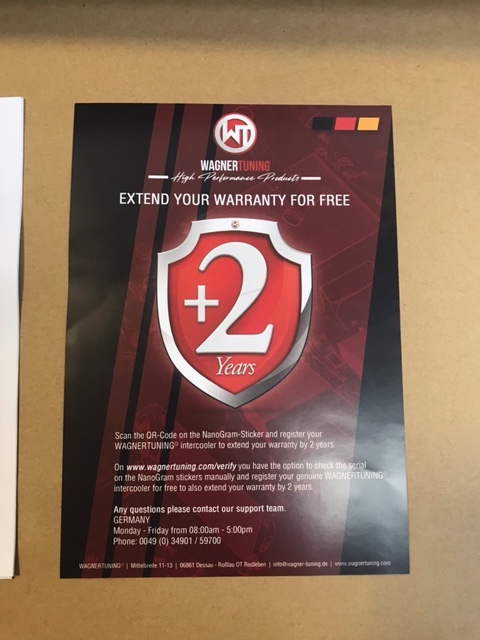 WT
WAGNERTUNING
High Performance Products
EXTEND YOUR WARRANTY FOR FREE
+2
Years
Scan the QR-Code on the NanoGram-Sticker and register your
WAGNERTUNING® intercooler to extend your warranty by 2 years.
On www.wagnertuning.com/verify you have the option to check the serial
on the NanoGram stickers manually and register your genuine WAGNERTUNING®
intercooler for free to also extend your warranty by 2 years.
Any questions please contact our support team.
GERMANY
Monday - Friday from 08:00am - 5:00pm
Phone: 0049 (0) 34901 / 59700
WAGNERTUNING® | Mittelbreite 11-13 | 06861 Dessau - Roßlau OT Rodleben | info@wagner-tuning.de | www.wagnertuning.com